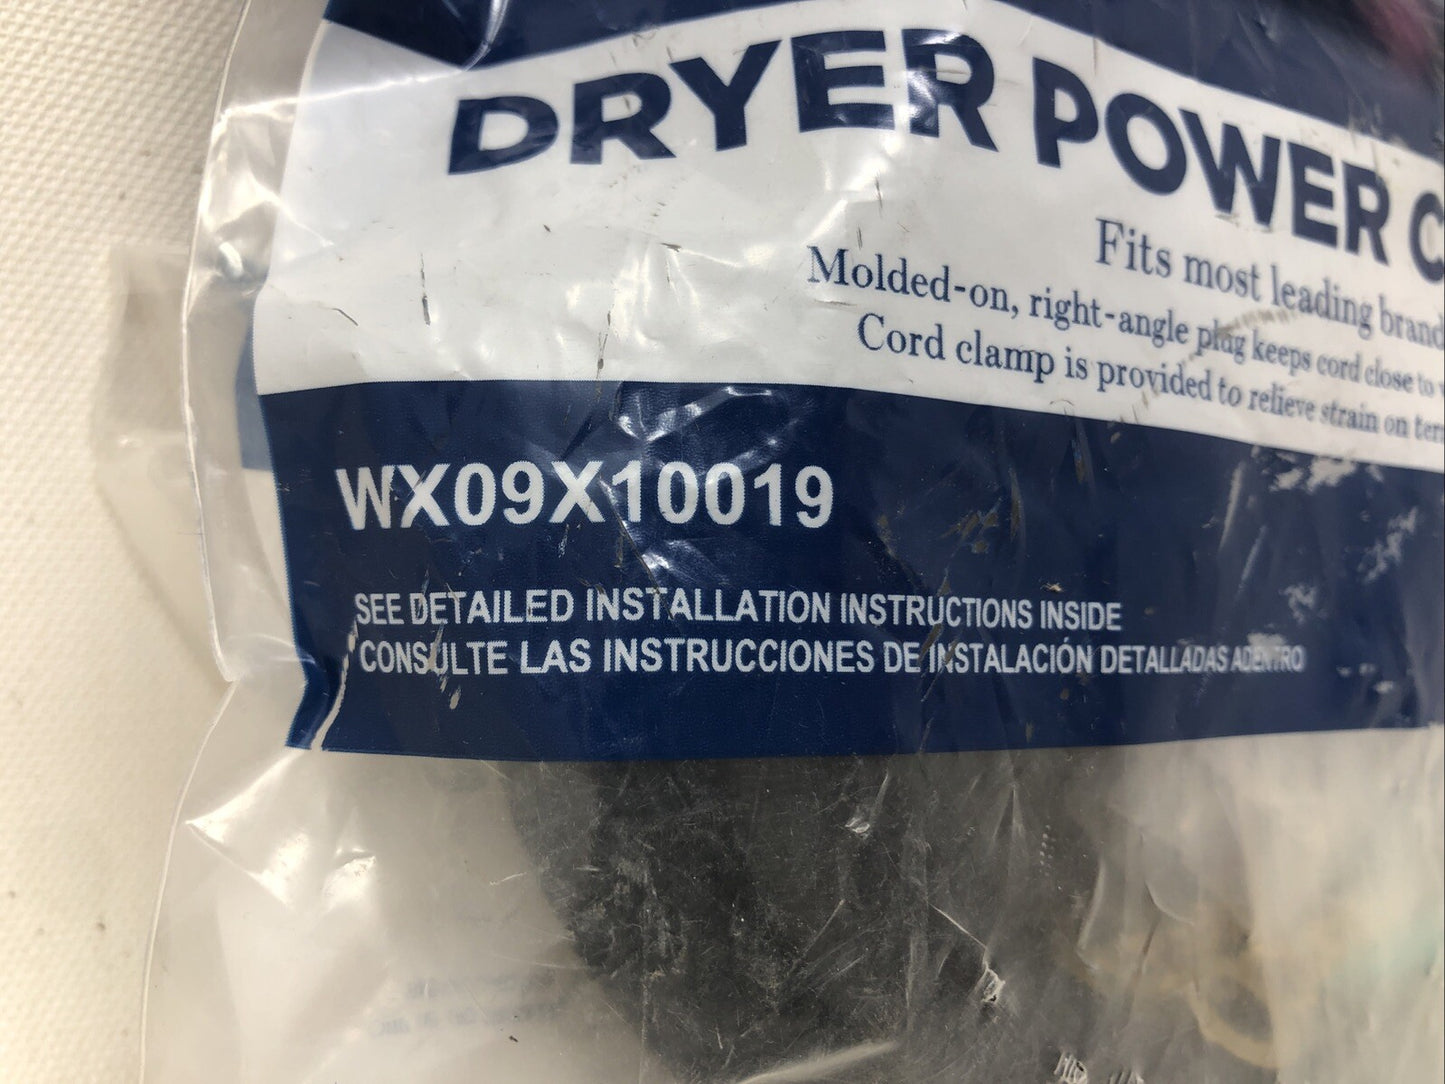 DRYER POWER
Fits most leading
Molded-on, right-angle plug keeps cord close to
Cord clamp is provided to relieve strain on
WX09X10019
SEE DETAILED INSTALLATION INSTRUCTIONS INSIDE
CONSULTE LAS INSTRUCCIONES DE INSTALACIÓN DETALLADAS ADENTRO